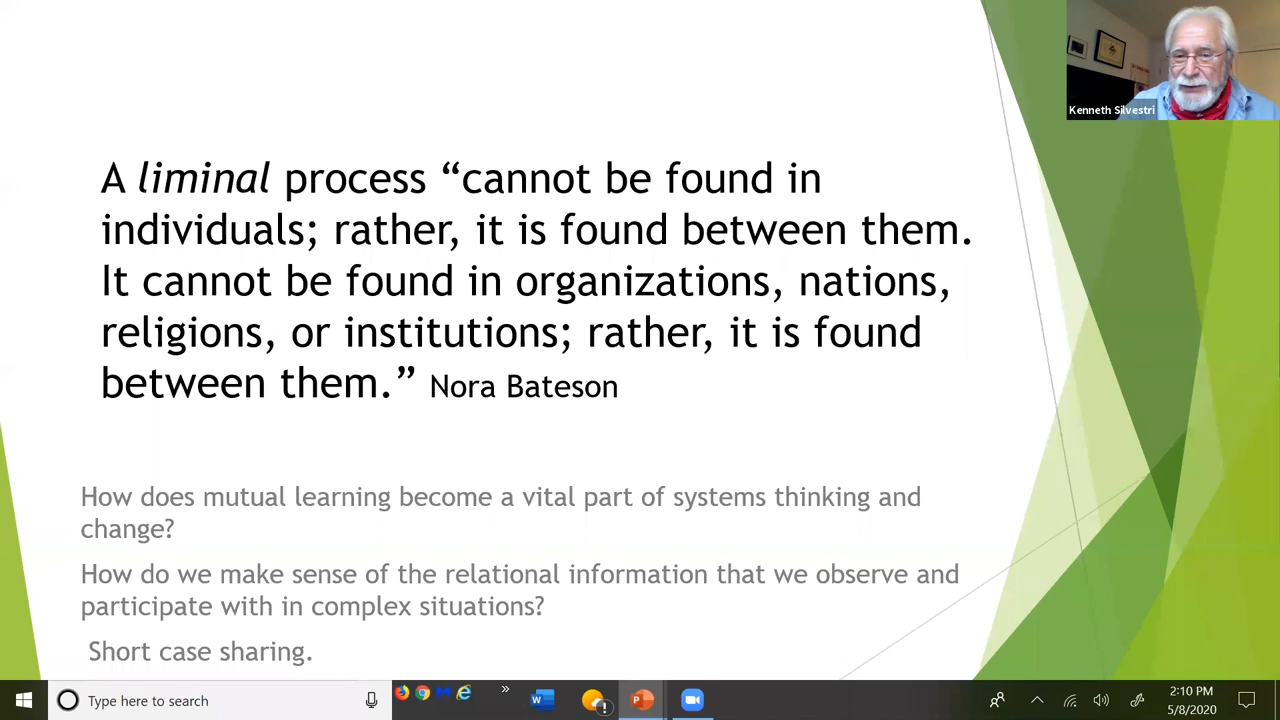 Kenneth Silvestri
A liminal process “cannot be found in
individuals; rather, it is found between them.
It cannot be found in organizations, nations,
religions, or institutions; rather, it is found
between them.” Nora Bateson
How does mutual learning become a vital part of systems thinking and
change?
How do we make sense of the relational information that we observe and
participate with in complex situations?
Short case sharing.
Type here to search
2:10 PM
5/8/2020